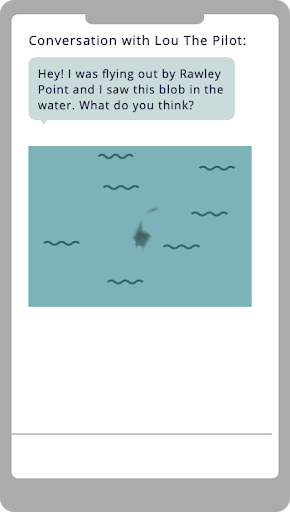 Conversation with Lou The Pilot:
Hey! I was flying out by Rawley
Point and I saw this blob in the
water. What do you think?